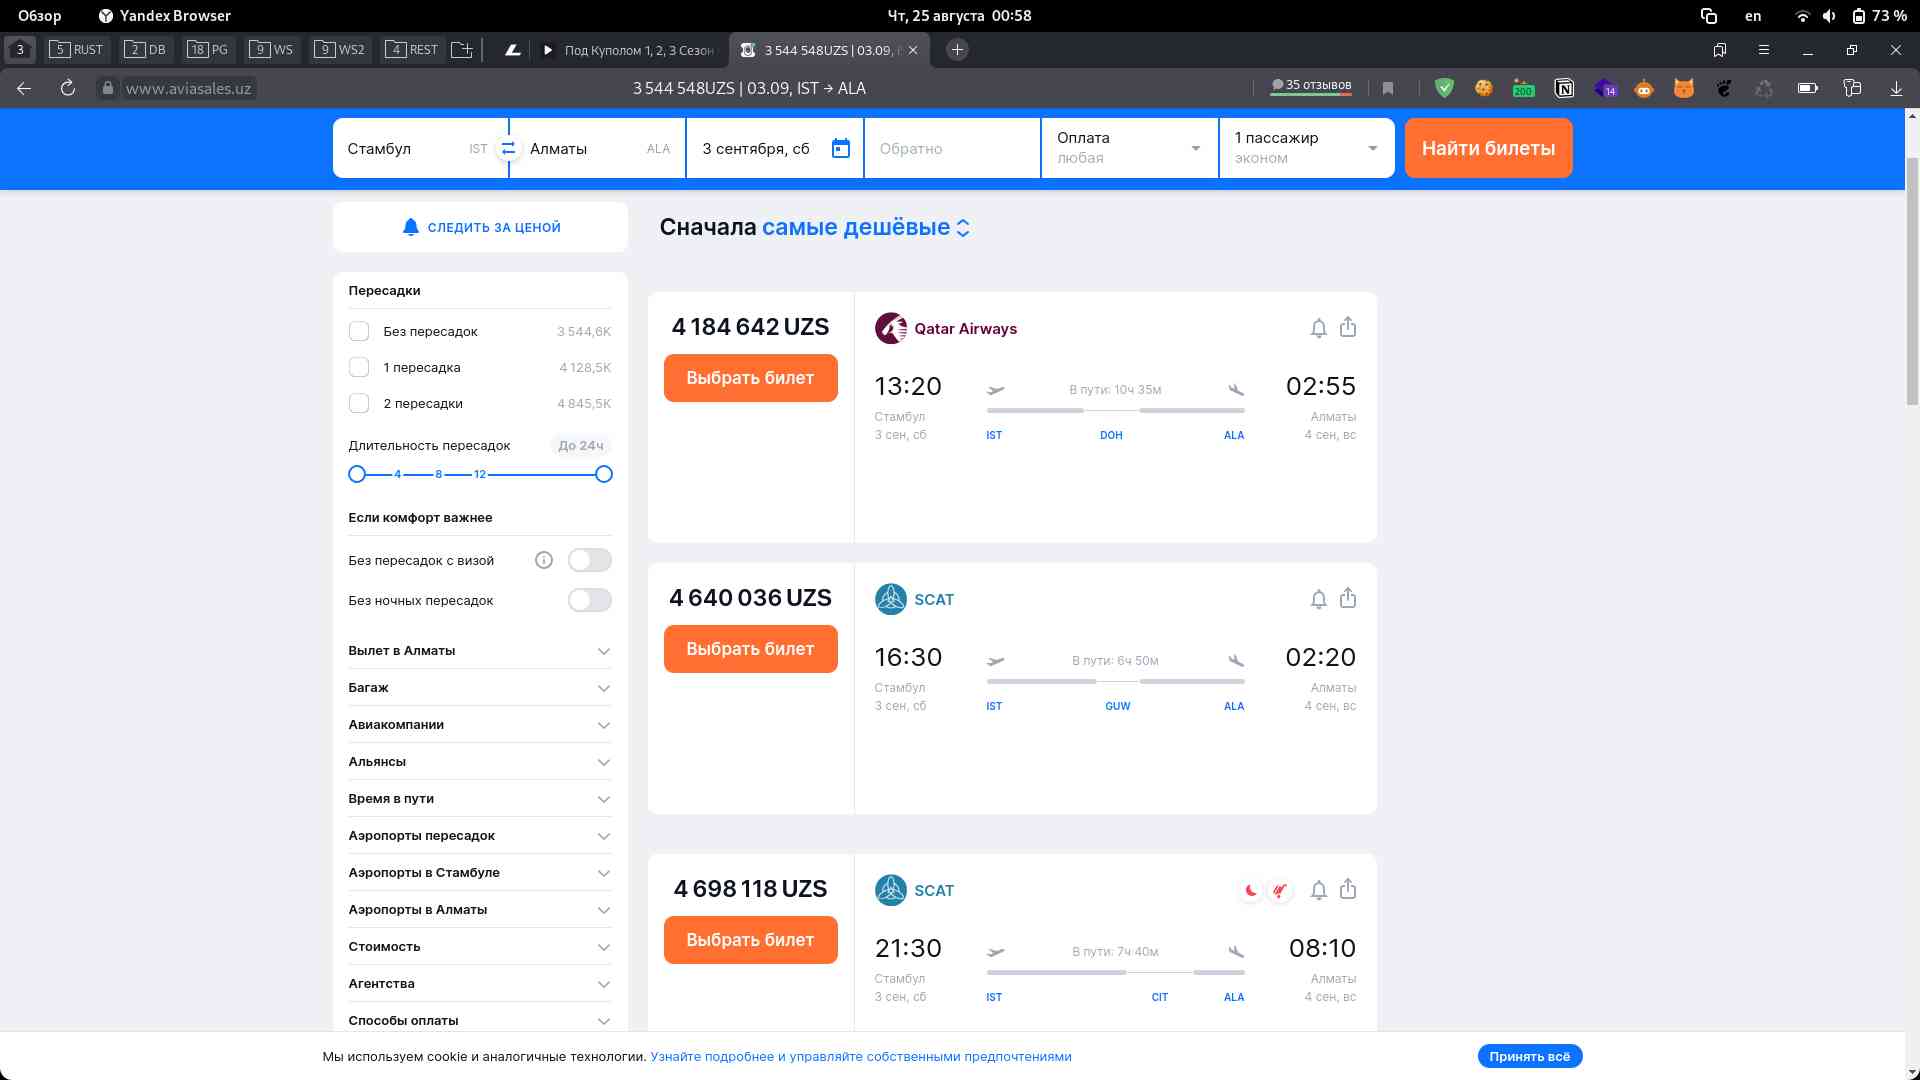 Обзор
Yandex Browser
Чт, 25 августа 00:58
en
73 %
3
5 RUST
2 DB
18 PG
9 WS
9 WS2
4 REST
Под Куполом 1, 2, 3 Сезон
3 544 548UZS | 03.09,
www.aviasales.uz
3 544 548UZS | 03.09, IST → ALA
35 отзывов
200
14
Стамбул IST
Алматы ALA
3 сентября, сб
Обратно
Оплата
любая
1 пассажир
эконом
Найти билеты
СЛЕДИТЬ ЗА ЦЕНОЙ
Сначала самые дешёвые
Пересадки
Без пересадок 3 544,6K
1 пересадка 4 128,5K
2 пересадки 4 845,5K
Длительность пересадок До 24ч
4 8 12
Если комфорт важнее
Без пересадок с визой
Без ночных пересадок
Вылет в Алматы
Багаж
Авиакомпании
Альянсы
Время в пути
Аэропорты пересадок
Аэропорты в Стамбуле
Аэропорты в Алматы
Стоимость
Агентства
Способы оплаты
4 184 642 UZS
Выбрать билет
Qatar Airways
13:20 В пути: 10ч 35м 02:55
Стамбул Алматы
3 сен, сб IST DOH ALA 4 сен, вс
4 640 036 UZS
Выбрать билет
SCAT
16:30 В пути: 6ч 50м 02:20
Стамбул Алматы
3 сен, сб IST GUW ALA 4 сен, вс
4 698 118 UZS
Выбрать билет
SCAT
21:30 В пути: 7ч 40м 08:10
Стамбул Алматы
3 сен, сб IST CIT ALA 4 сен, вс
Мы используем cookie и аналогичные технологии. Узнайте подробнее и управляйте собственными предпочтениями
Принять всё